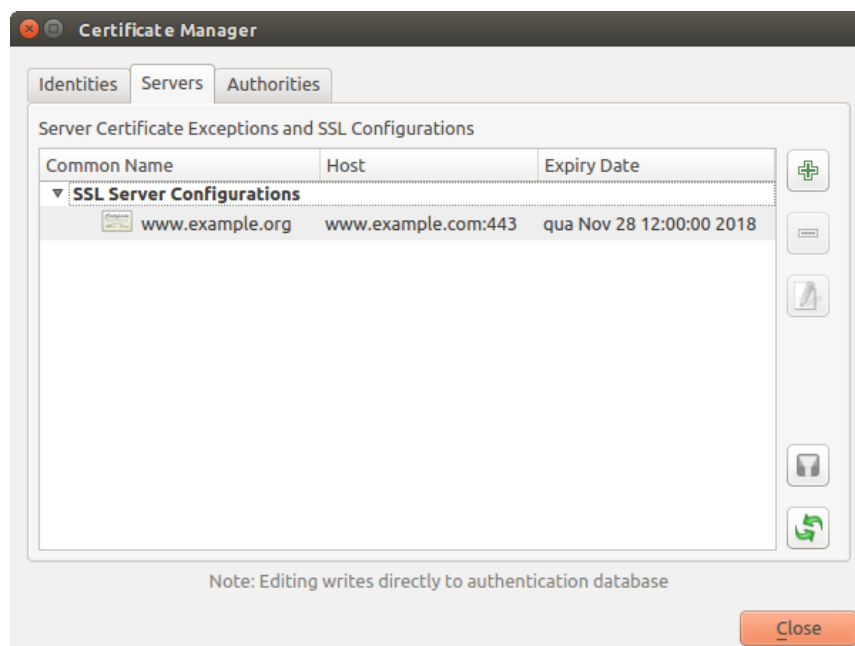 Certificate Manager
Identities Servers Authorities
Server Certificate Exceptions and SSL Configurations
Common Name Host Expiry Date
SSL Server Configurations
www.example.org www.example.com:443 qua Nov 28 12:00:00 2018
Note: Editing writes directly to authentication database
Close